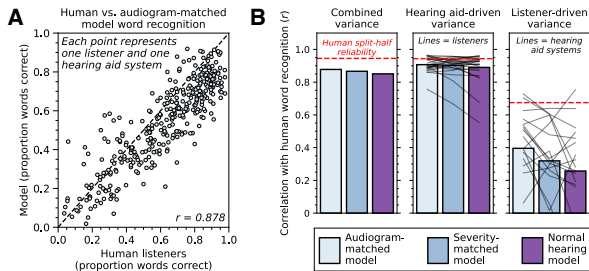 A
Human vs. audiogram-matched
model word recognition
Each point represents
one listener and one
hearing aid system
r = 0.878
Model (proportion words correct)
1.0
0.8
0.6
0.4
0.2
0.0
0.0
0.2
0.4
0.6
0.8
1.0
Human listeners
(proportion words correct)
B
Combined
variance
Hearing aid-driven
variance
Listener-driven
variance
Human split-half
reliability
Lines = listeners
Lines = hearing
aid systems
Correlation with human word recognition (r)
1.0
0.8
0.6
0.4
0.2
0
Audiogram-
matched
model
Severity-
matched
model
Normal
hearing
model